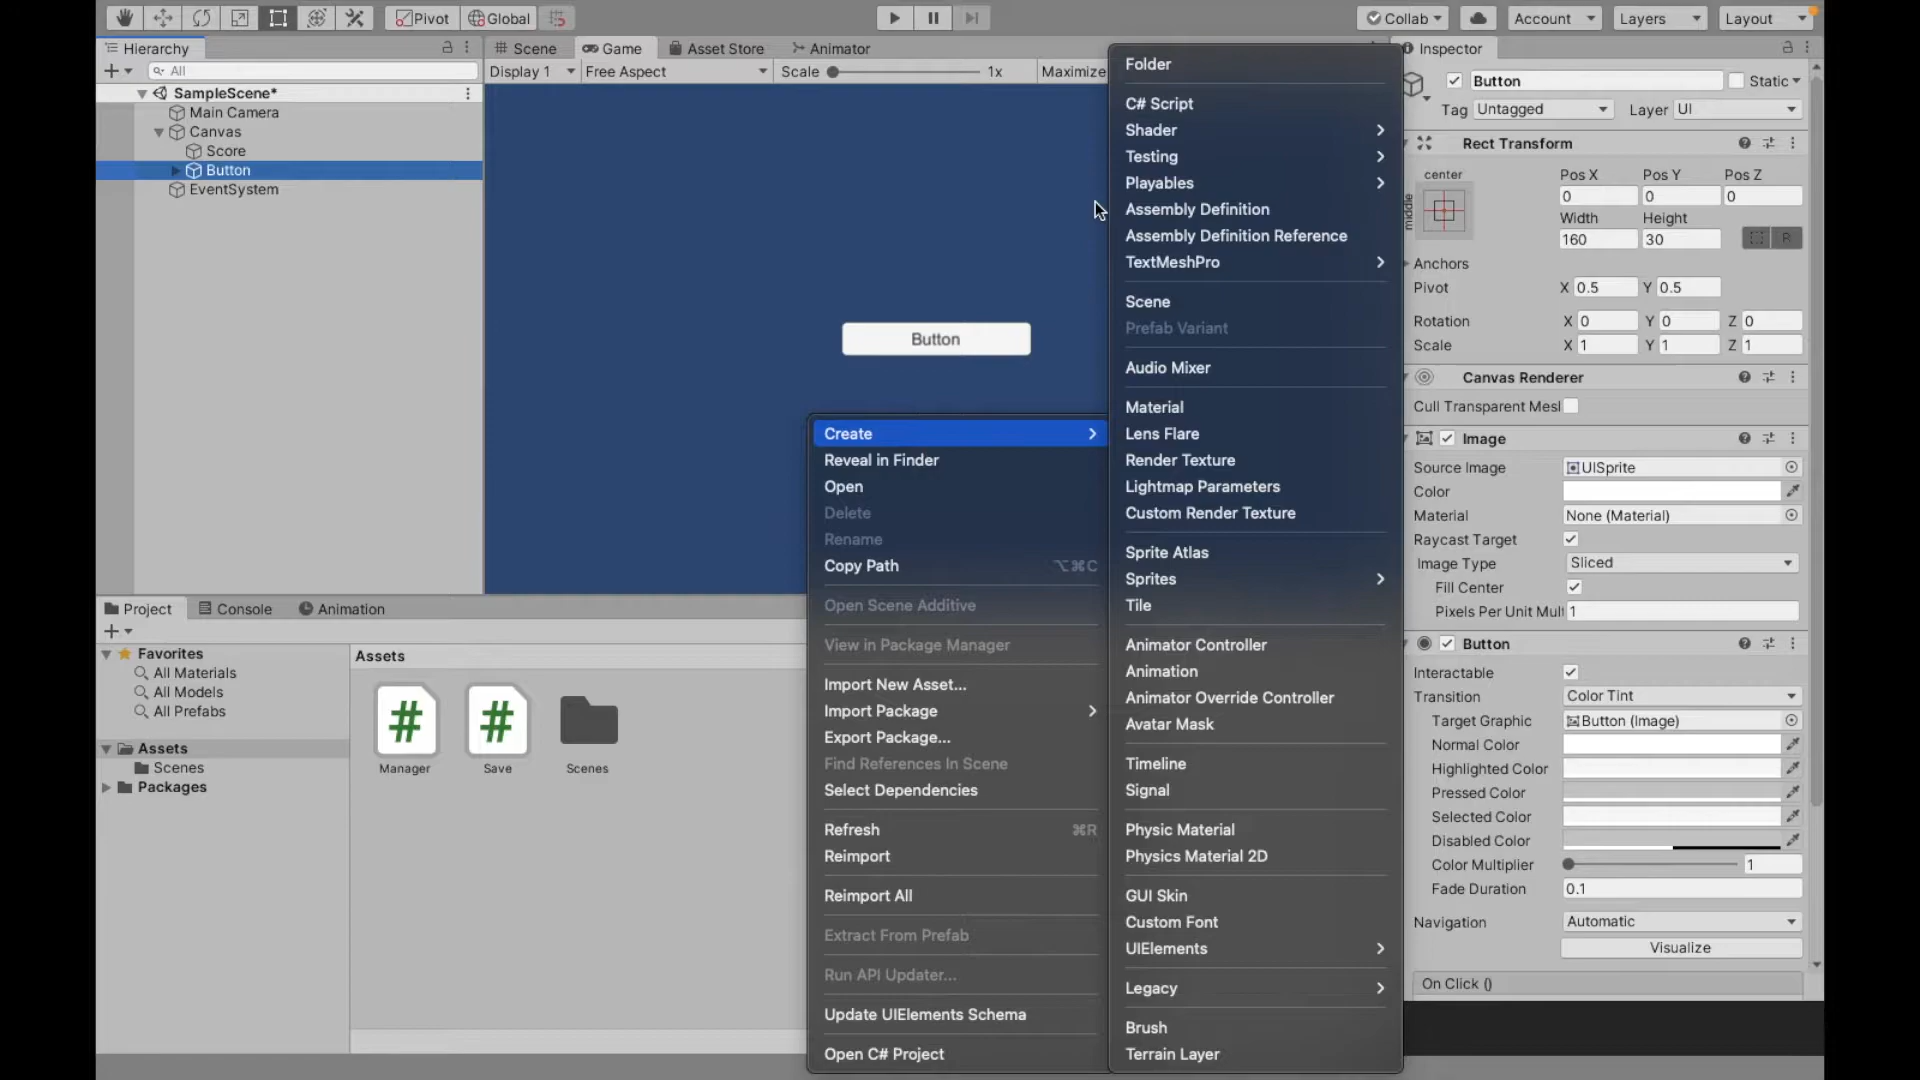 Pivot
Global
Collab
Account
Layers
Layout
Hierarchy
All
SampleScene*
Main Camera
Canvas
Score
Button
EventSystem
Scene
Game
Asset Store
Animator
Display 1
Free Aspect
Scale
1x
Maximize
Button
Create
Reveal in Finder
Open
Delete
Rename
Copy Path ⌥⌘C
Open Scene Additive
View in Package Manager
Import New Asset...
Import Package
Export Package...
Find References In Scene
Select Dependencies
Refresh ⌘R
Reimport
Reimport All
Extract From Prefab
Run API Updater...
Update UIElements Schema
Open C# Project
Folder
C# Script
Shader
Testing
Playables
Assembly Definition
Assembly Definition Reference
TextMeshPro
Scene
Prefab Variant
Audio Mixer
Material
Lens Flare
Render Texture
Lightmap Parameters
Custom Render Texture
Sprite Atlas
Sprites
Tile
Animator Controller
Animation
Animator Override Controller
Avatar Mask
Timeline
Signal
Physic Material
Physics Material 2D
GUI Skin
Custom Font
UIElements
Legacy
Brush
Terrain Layer
Project
Console
Animation
Favorites
All Materials
All Models
All Prefabs
Assets
Scenes
Packages
Assets
#
#
Manager
Save
Scenes
Inspector
Button
Static
Tag Untagged
Layer UI
Rect Transform
center
middle
Pos X Pos Y Pos Z
0 0 0
Width Height
160 30
R
Anchors
Pivot X 0.5 Y 0.5
Rotation X 0 Y 0 Z 0
Scale X 1 Y 1 Z 1
Canvas Renderer
Cull Transparent Mesl
Image
Source Image UISprite
Color
Material None (Material)
Raycast Target
Image Type Sliced
Fill Center
Pixels Per Unit Mul 1
Button
Interactable
Transition Color Tint
Target Graphic Button (Image)
Normal Color
Highlighted Color
Pressed Color
Selected Color
Disabled Color
Color Multiplier 1
Fade Duration 0.1
Navigation Automatic
Visualize
On Click ()